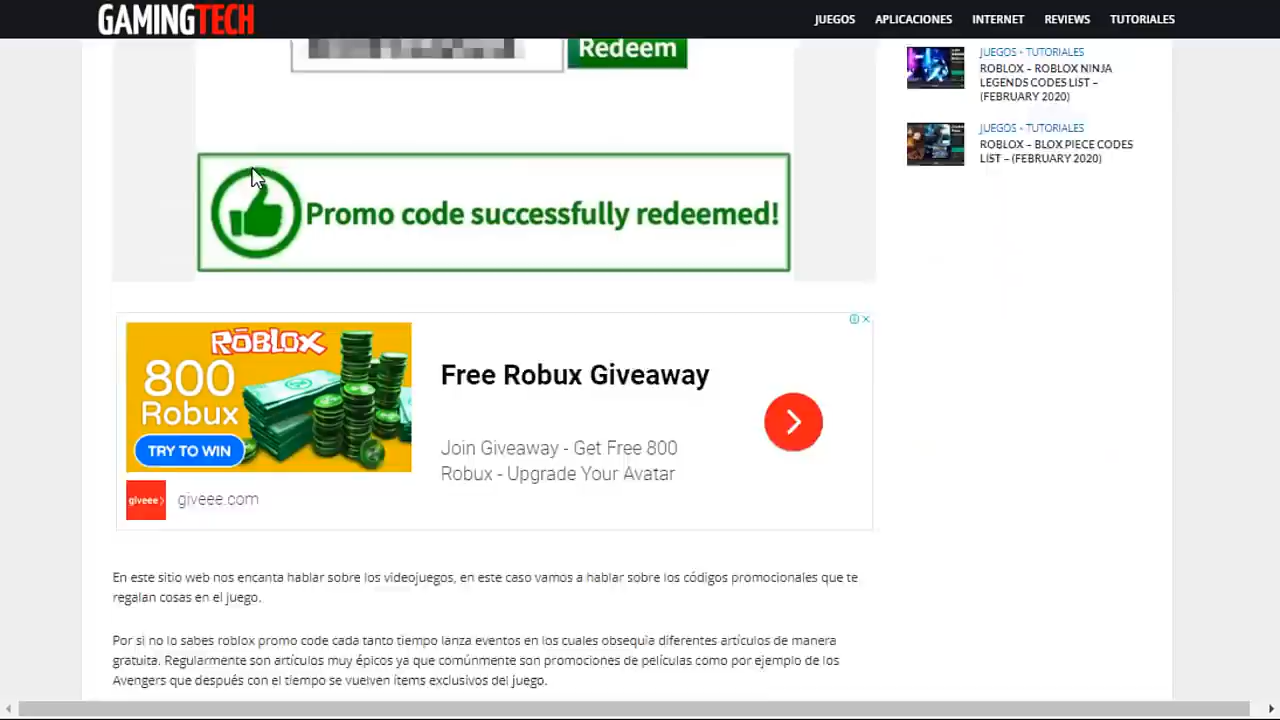 GAMINGTECH
JUEGOS APLICACIONES INTERNET REVIEWS TUTORIALES
Redeem
Promo code successfully redeemed!
JUEGOS • TUTORIALES
ROBLOX – ROBLOX NINJA
LEGENDS CODES LIST –
(FEBRUARY 2020)
JUEGOS • TUTORIALES
ROBLOX – BLOX PIECE CODES
LIST – (FEBRUARY 2020)
ROBLOX
800
Robux
TRY TO WIN
Free Robux Giveaway
Join Giveaway - Get Free 800
Robux - Upgrade Your Avatar
giveee
giveee.com
En este sitio web nos encanta hablar sobre los videojuegos, en este caso vamos a hablar sobre los códigos promocionales que te
regalan cosas en el juego.
Por si no lo sabes roblox promo code cada tanto tiempo lanza eventos en los cuales obsequia diferentes artículos de manera
gratuita. Regularmente son artículos muy épicos ya que comúnmente son promociones de películas como por ejemplo de los
Avengers que después con el tiempo se vuelven ítems exclusivos del juego.